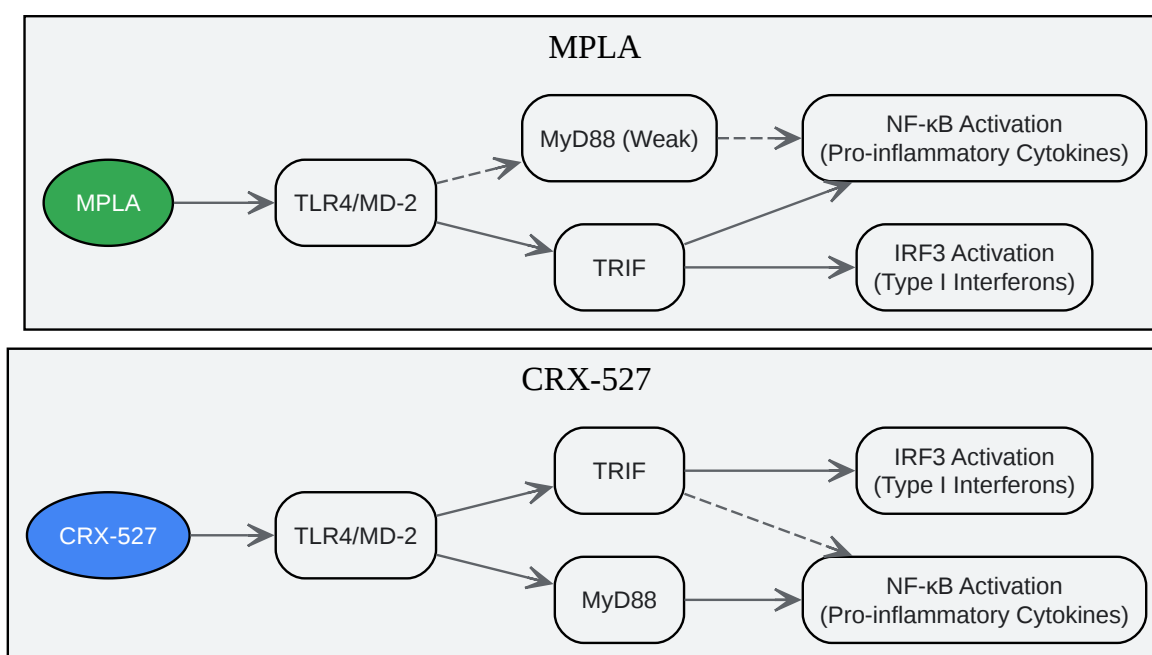 MPLA
MPLA
TLR4/MD-2
MyD88 (Weak)
TRIF
NF-κB Activation
(Pro-inflammatory Cytokines)
IRF3 Activation
(Type I Interferons)
CRX-527
CRX-527
TLR4/MD-2
TRIF
MyD88
IRF3 Activation
(Type I Interferons)
NF-κB Activation
(Pro-inflammatory Cytokines)